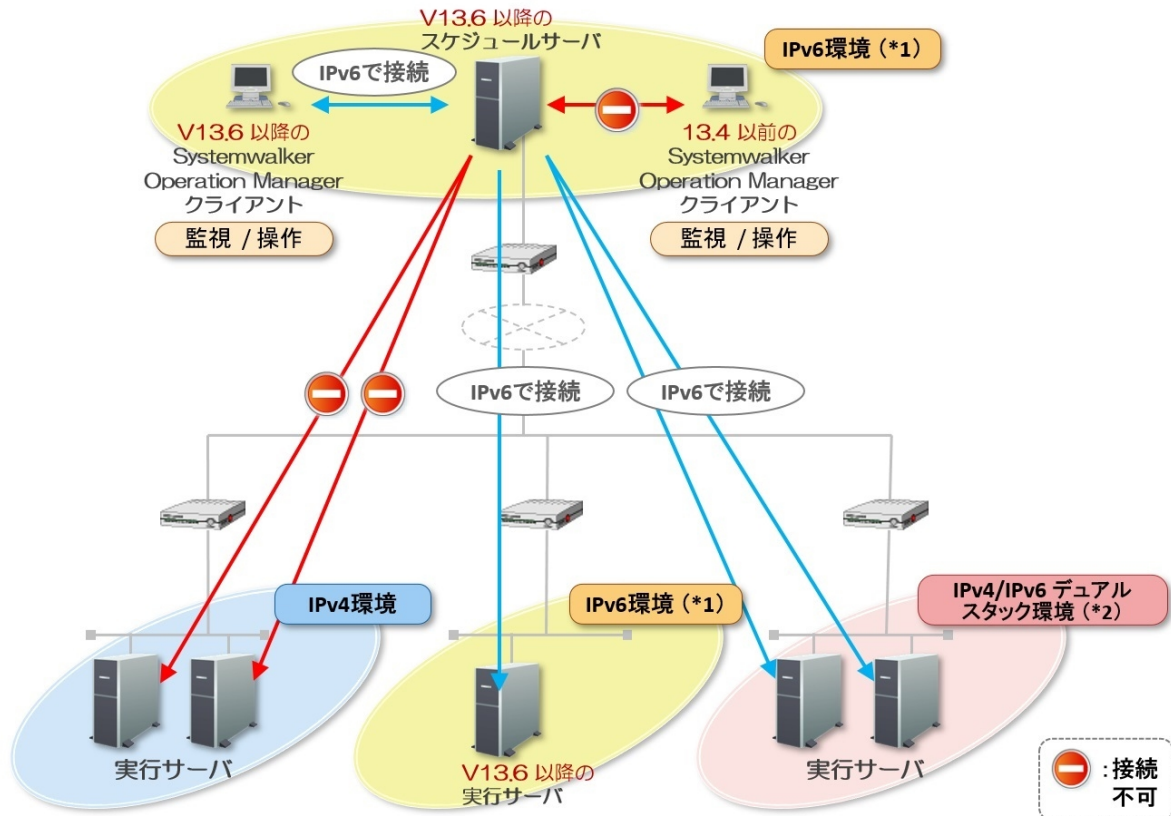 V13.6 以降の
スケジュールサーバ
IPv6環境（*1）
IPv6で接続
V13.6 以降の
Systemwalker
Operation Manager
クライアント
監視 / 操作
13.4 以前の
Systemwalker
Operation Manager
クライアント
監視 / 操作
IPv6で接続
IPv6で接続
IPv4環境
IPv6環境（*1）
IPv4/IPv6 デュアル
スタック環境（*2）
実行サーバ
V13.6 以降の
実行サーバ
実行サーバ
：接続
不可